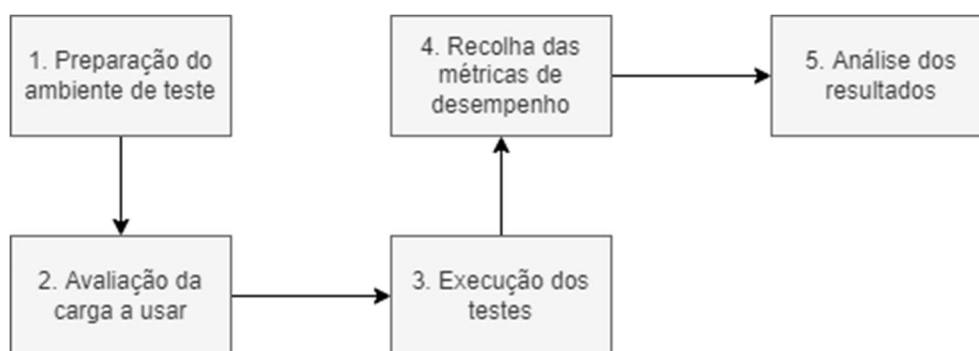 1. Preparação do
ambiente de teste
2. Avaliação da
carga a usar
3. Execução dos
testes
4. Recolha das
métricas de
desempenho
5. Análise dos
resultados